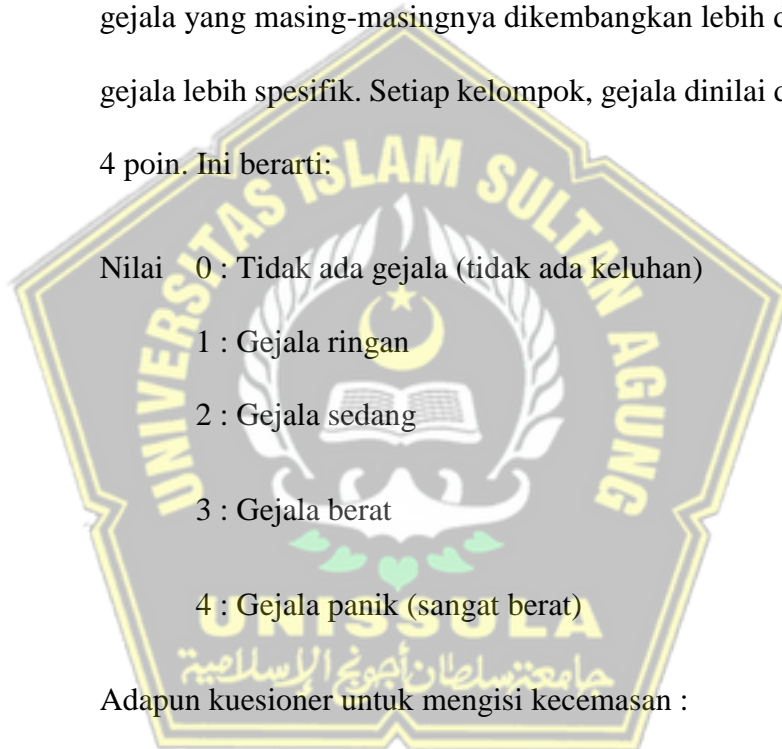 gejala yang masing-masingnya dikembangkan lebih
gejala lebih spesifik. Setiap kelompok, gejala dinilai
4 poin. Ini berarti:
Nilai 0 : Tidak ada gejala (tidak ada keluhan)
1 : Gejala ringan
2 : Gejala sedang
3 : Gejala berat
4 : Gejala panik (sangat berat)
Adapun kuesioner untuk mengisi kecemasan :
UNIVERSITAS ISLAM SULTAN AGUNG
UNISSULA
جامعة سلطان أجونج الإسلامية